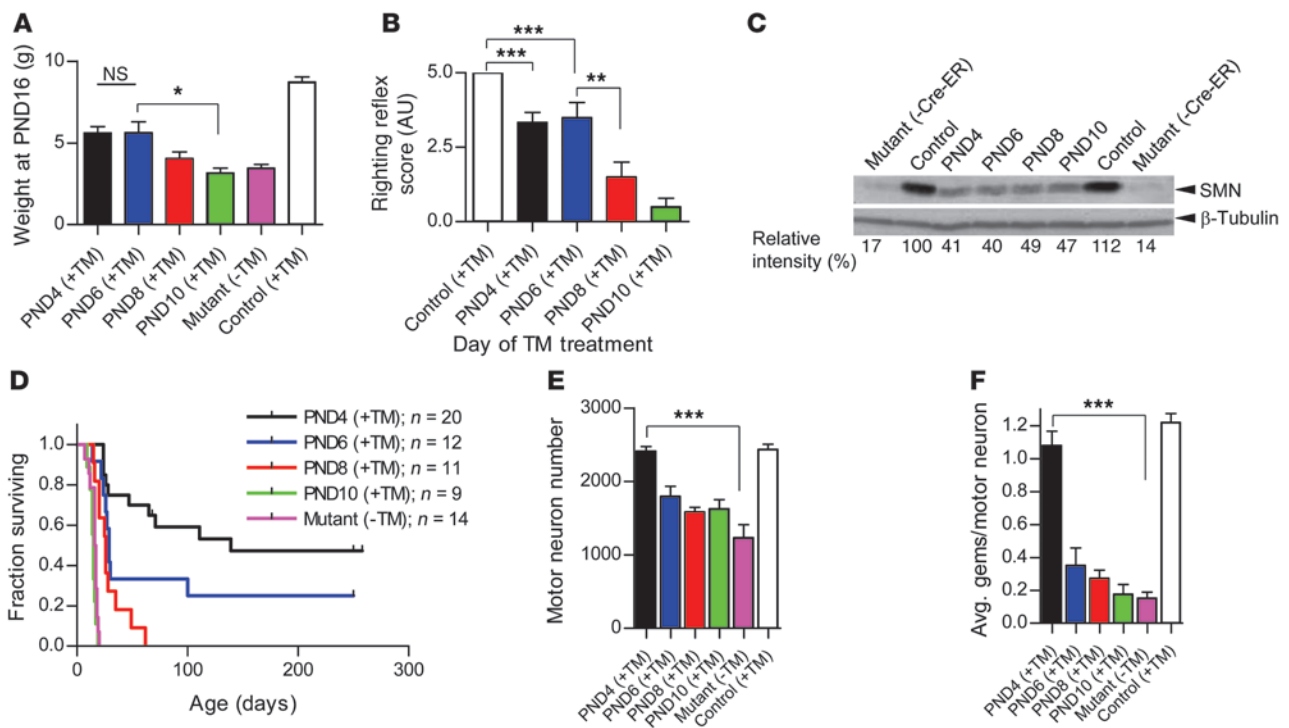 A
Weight at PND16 (g)
10
5
0
NS
*
PND4 (+TM)
PND6 (+TM)
PND8 (+TM)
PND10 (+TM)
Mutant (-TM)
Control (+TM)
B
Righting reflex
score (AU)
5.0
2.5
0.0
***
***
**
Control (+TM)
PND4 (+TM)
PND6 (+TM)
PND8 (+TM)
PND10 (+TM)
Day of TM treatment
C
Mutant (-Cre-ER)
Control
PND4
PND6
PND8
PND10
Control
Mutant (-Cre-ER)
SMN
β-Tubulin
Relative
intensity (%)
17 100 41 40 49 47 112 14
D
Fraction surviving
1.0
0.8
0.6
0.4
0.2
0.0
0 100 200 300
Age (days)
PND4 (+TM); n = 20
PND6 (+TM); n = 12
PND8 (+TM); n = 11
PND10 (+TM); n = 9
Mutant (-TM); n = 14
E
Motor neuron number
3000
2000
1000
0
***
PND4 (+TM)
PND6 (+TM)
PND8 (+TM)
PND10 (+TM)
Mutant (-TM)
Control (+TM)
F
Avg. gems/motor neuron
1.2
1.0
0.8
0.6
0.4
0.2
0.0
***
PND4 (+TM)
PND6 (+TM)
PND8 (+TM)
PND10 (+TM)
Mutant (-TM)
Control (+TM)